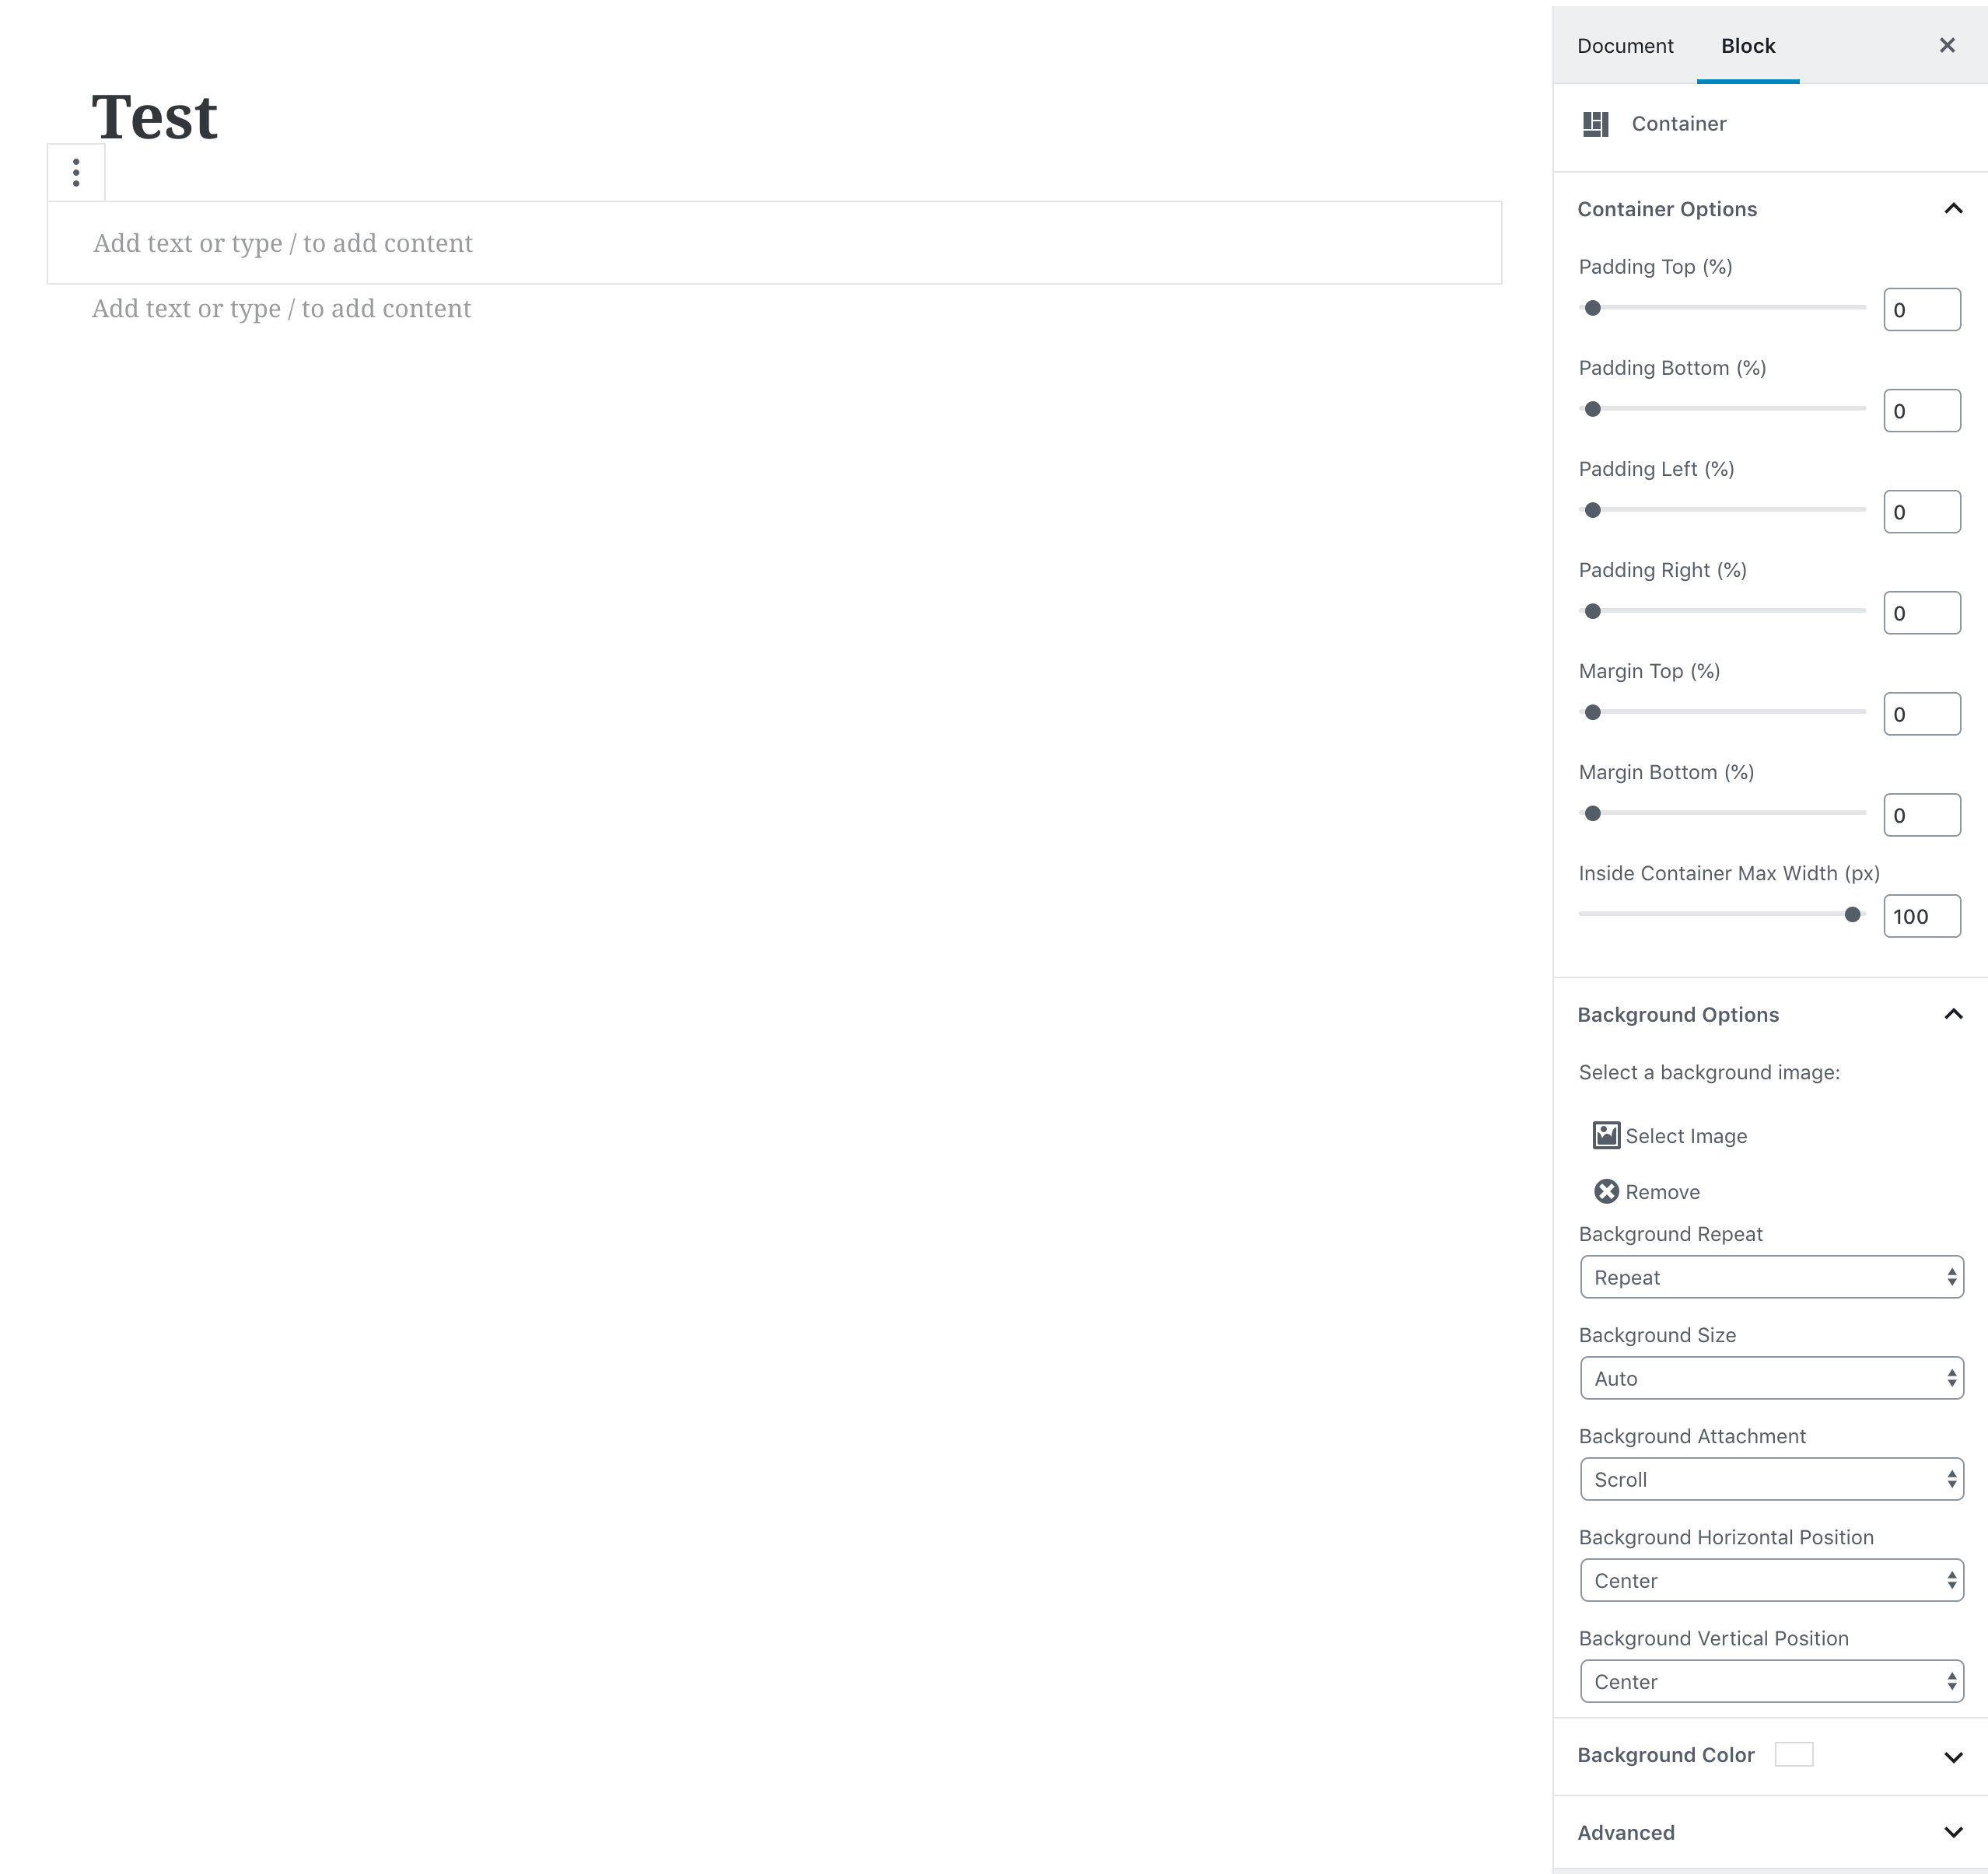 Test
Add text or type / to add content
Add text or type / to add content
Document Block
Container
Container Options
Padding Top (%)
0
Padding Bottom (%)
0
Padding Left (%)
0
Padding Right (%)
0
Margin Top (%)
0
Margin Bottom (%)
0
Inside Container Max Width (px)
100
Background Options
Select a background image:
Select Image
Remove
Background Repeat
Repeat
Background Size
Auto
Background Attachment
Scroll
Background Horizontal Position
Center
Background Vertical Position
Center
Background Color
Advanced